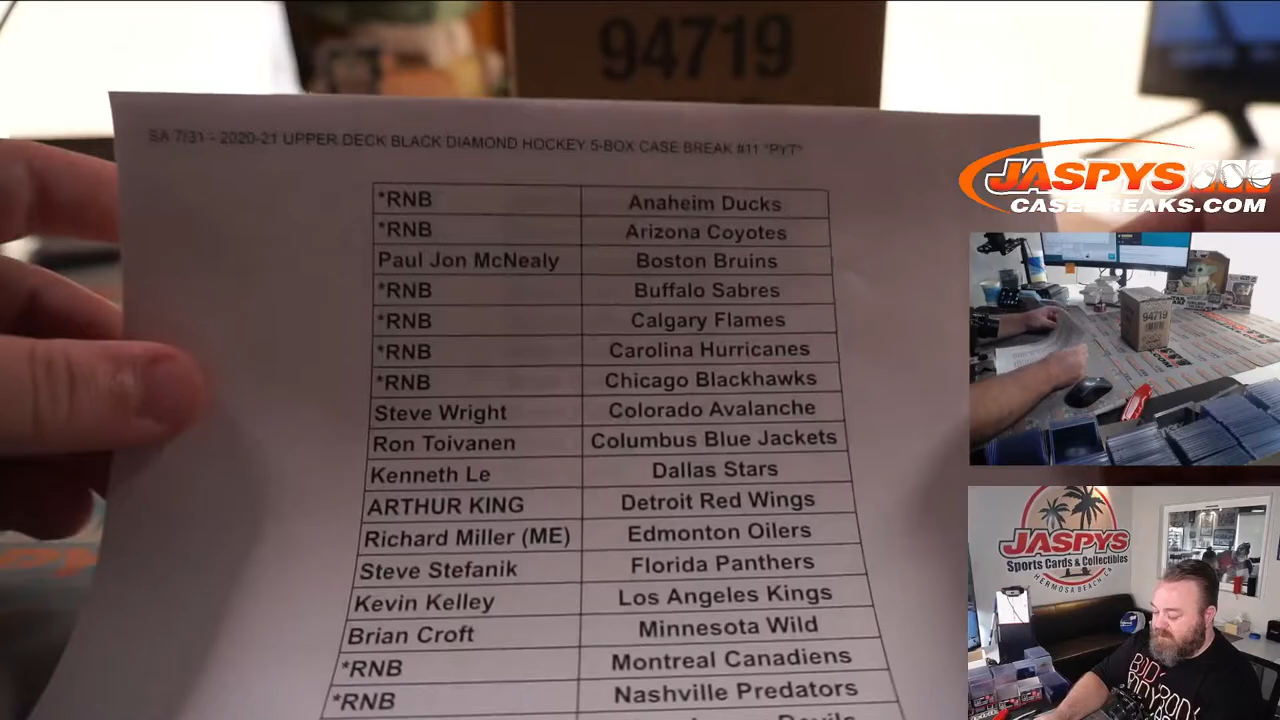 94719
SA 7/31 - 2020-21 UPPER DECK BLACK DIAMOND HOCKEY 5-BOX CASE BREAK #11 *PYT*
*RNB Anaheim Ducks
*RNB Arizona Coyotes
Paul Jon McNealy Boston Bruins
*RNB Buffalo Sabres
*RNB Calgary Flames
*RNB Carolina Hurricanes
*RNB Chicago Blackhawks
Steve Wright Colorado Avalanche
Ron Toivanen Columbus Blue Jackets
Kenneth Le Dallas Stars
ARTHUR KING Detroit Red Wings
Richard Miller (ME) Edmonton Oilers
Steve Stefanik Florida Panthers
Kevin Kelley Los Angeles Kings
Brian Croft Minnesota Wild
*RNB Montreal Canadiens
*RNB Nashville Predators
Devils
JASPYS
CASEBREAKS.COM
94719
JASPYS
Sports Cards & Collectibles
HERMOSA BEACH CA